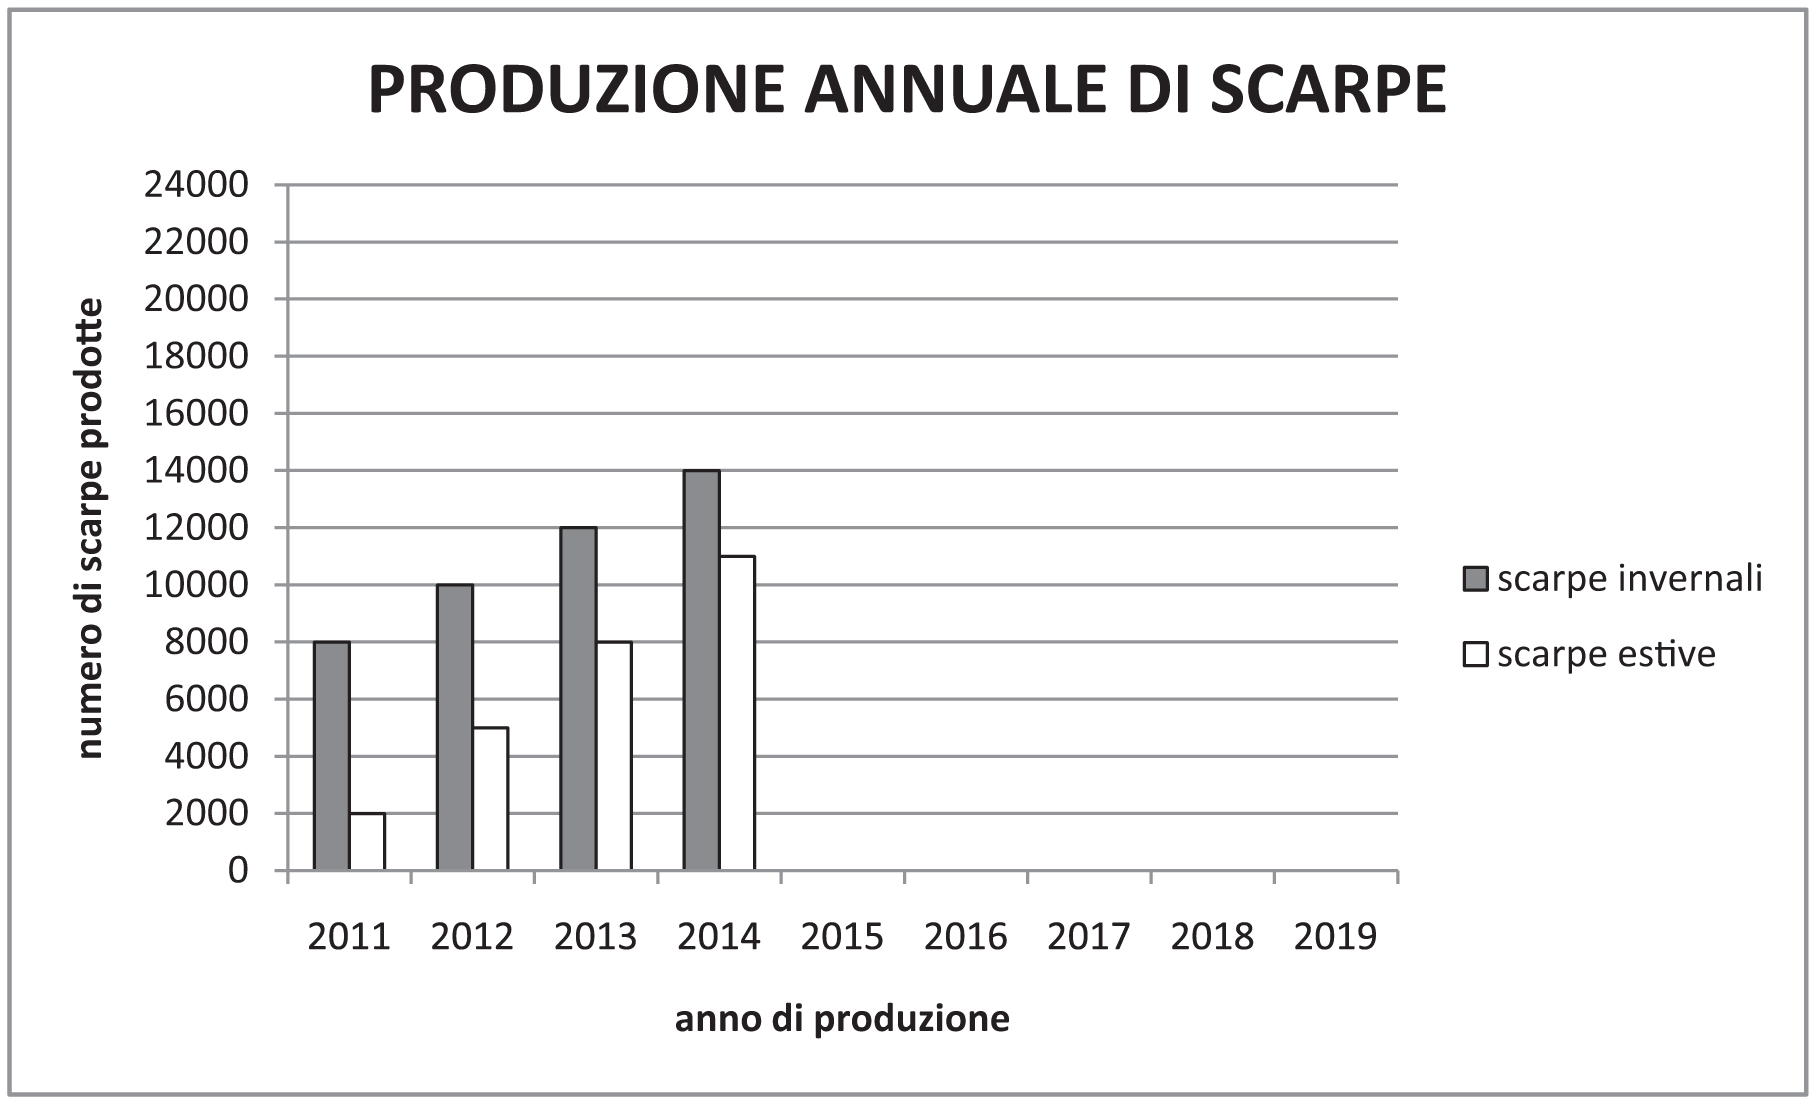 PRODUZIONE ANNUALE DI SCARPE
24000
22000
20000
18000
16000
14000
12000
10000
8000
6000
4000
2000
0
numero di scarpe prodotte
2011 2012 2013 2014 2015 2016 2017 2018 2019
anno di produzione
scarpe invernali
scarpe estive